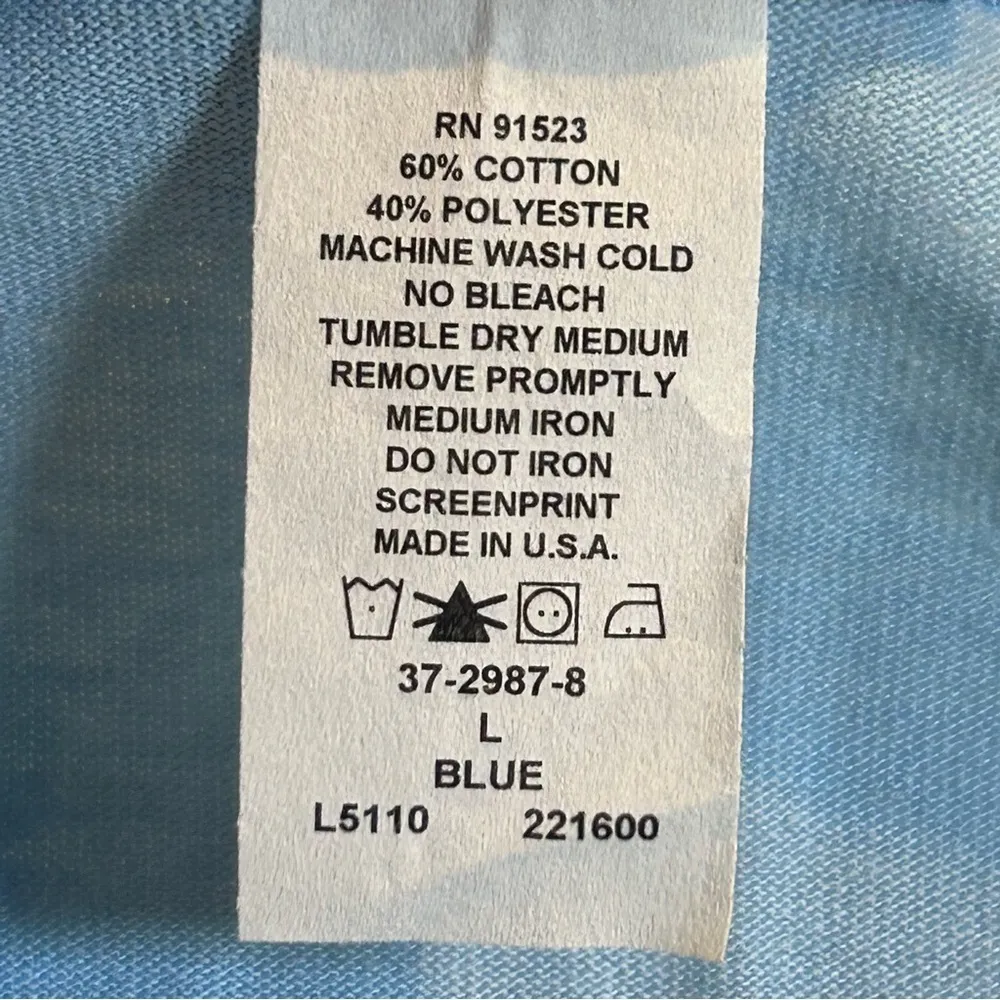 RN 91523
60% COTTON
40% POLYESTER
MACHINE WASH COLD
NO BLEACH
TUMBLE DRY MEDIUM
REMOVE PROMPTLY
MEDIUM IRON
DO NOT IRON
SCREENPRINT
MADE IN U.S.A.
37-2987-8
L
BLUE
L5110 221600